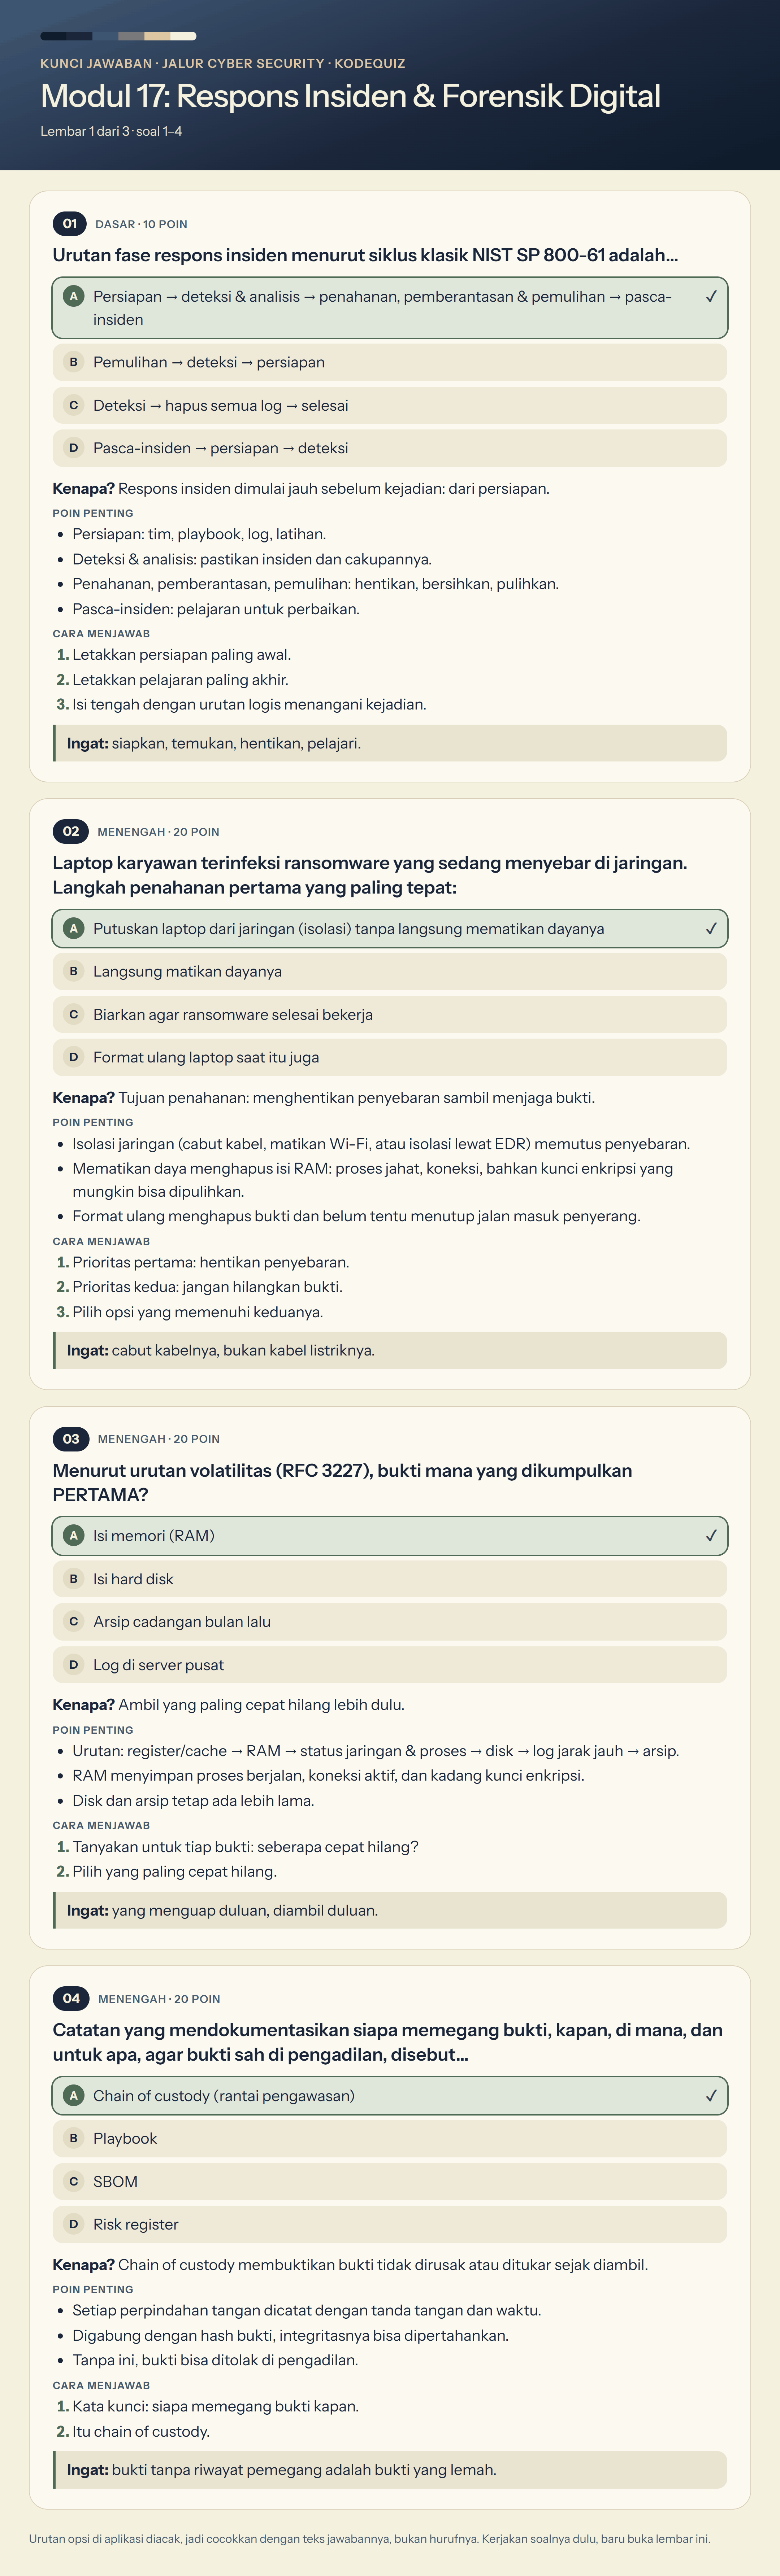 KUNCI JAWABAN · JALUR CYBER SECURITY · KODEQUIZ
Modul 17: Respons Insiden & Forensik Digital
Lembar 1 dari 3 · soal 1–4
01 DASAR · 10 POIN
Urutan fase respons insiden menurut siklus klasik NIST SP 800-61 adalah...
A Persiapan → deteksi & analisis → penahanan, pemberantasan & pemulihan → pasca- ✓
insiden
B Pemulihan → deteksi → persiapan
C Deteksi → hapus semua log → selesai
D Pasca-insiden → persiapan → deteksi
Kenapa? Respons insiden dimulai jauh sebelum kejadian: dari persiapan.
POIN PENTING
• Persiapan: tim, playbook, log, latihan.
• Deteksi & analisis: pastikan insiden dan cakupannya.
• Penahanan, pemberantasan, pemulihan: hentikan, bersihkan, pulihkan.
• Pasca-insiden: pelajaran untuk perbaikan.
CARA MENJAWAB
1. Letakkan persiapan paling awal.
2. Letakkan pelajaran paling akhir.
3. Isi tengah dengan urutan logis menangani kejadian.
Ingat: siapkan, temukan, hentikan, pelajari.
02 MENENGAH · 20 POIN
Laptop karyawan terinfeksi ransomware yang sedang menyebar di jaringan.
Langkah penahanan pertama yang paling tepat:
A Putuskan laptop dari jaringan (isolasi) tanpa langsung mematikan dayanya ✓
B Langsung matikan dayanya
C Biarkan agar ransomware selesai bekerja
D Format ulang laptop saat itu juga
Kenapa? Tujuan penahanan: menghentikan penyebaran sambil menjaga bukti.
POIN PENTING
• Isolasi jaringan (cabut kabel, matikan Wi-Fi, atau isolasi lewat EDR) memutus penyebaran.
• Mematikan daya menghapus isi RAM: proses jahat, koneksi, bahkan kunci enkripsi yang
mungkin bisa dipulihkan.
• Format ulang menghapus bukti dan belum tentu menutup jalan masuk penyerang.
CARA MENJAWAB
1. Prioritas pertama: hentikan penyebaran.
2. Prioritas kedua: jangan hilangkan bukti.
3. Pilih opsi yang memenuhi keduanya.
Ingat: cabut kabelnya, bukan kabel listriknya.
03 MENENGAH · 20 POIN
Menurut urutan volatilitas (RFC 3227), bukti mana yang dikumpulkan
PERTAMA?
A Isi memori (RAM) ✓
B Isi hard disk
C Arsip cadangan bulan lalu
D Log di server pusat
Kenapa? Ambil yang paling cepat hilang lebih dulu.
POIN PENTING
• Urutan: register/cache → RAM → status jaringan & proses → disk → log jarak jauh → arsip.
• RAM menyimpan proses berjalan, koneksi aktif, dan kadang kunci enkripsi.
• Disk dan arsip tetap ada lebih lama.
CARA MENJAWAB
1. Tanyakan untuk tiap bukti: seberapa cepat hilang?
2. Pilih yang paling cepat hilang.
Ingat: yang menguap duluan, diambil duluan.
04 MENENGAH · 20 POIN
Catatan yang mendokumentasikan siapa memegang bukti, kapan, di mana, dan
untuk apa, agar bukti sah di pengadilan, disebut...
A Chain of custody (rantai pengawasan) ✓
B Playbook
C SBOM
D Risk register
Kenapa? Chain of custody membuktikan bukti tidak dirusak atau ditukar sejak diambil.
POIN PENTING
• Setiap perpindahan tangan dicatat dengan tanda tangan dan waktu.
• Digabung dengan hash bukti, integritasnya bisa dipertahankan.
• Tanpa ini, bukti bisa ditolak di pengadilan.
CARA MENJAWAB
1. Kata kunci: siapa memegang bukti kapan.
2. Itu chain of custody.
Ingat: bukti tanpa riwayat pemegang adalah bukti yang lemah.
Urutan opsi di aplikasi diacak, jadi cocokkan dengan teks jawabannya, bukan hurufnya. Kerjakan soalnya dulu, baru buka lembar ini.